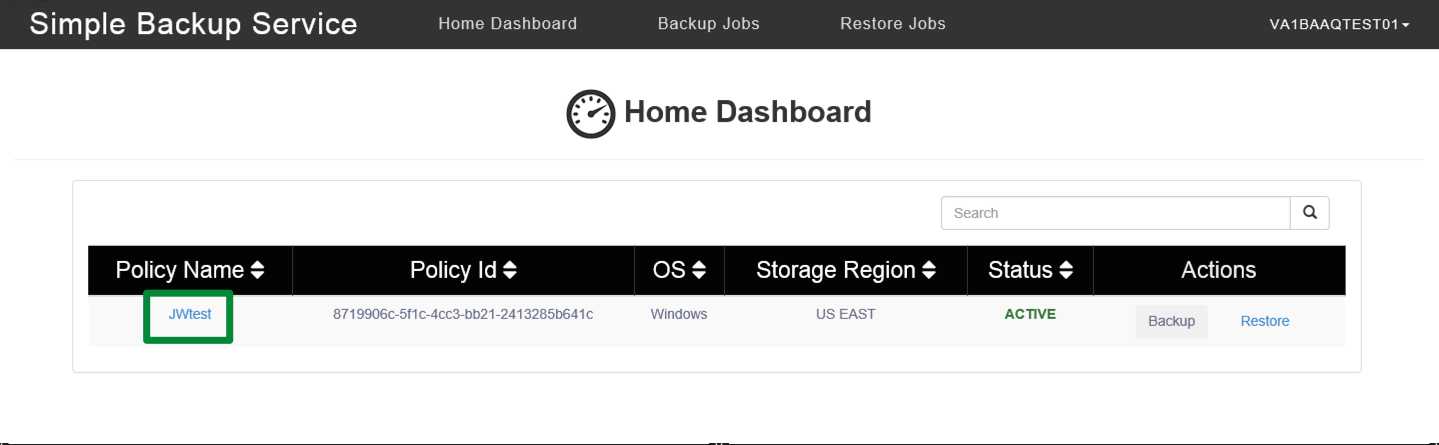 Simple Backup Service Home Dashboard Backup Jobs Restore Jobs VA1BAAQTEST01
Home Dashboard
Search
Policy Name Policy Id OS Storage Region Status Actions
JWtest 8719906c-5f1c-4cc3-bb21-2413285b641c Windows US EAST ACTIVE Backup Restore